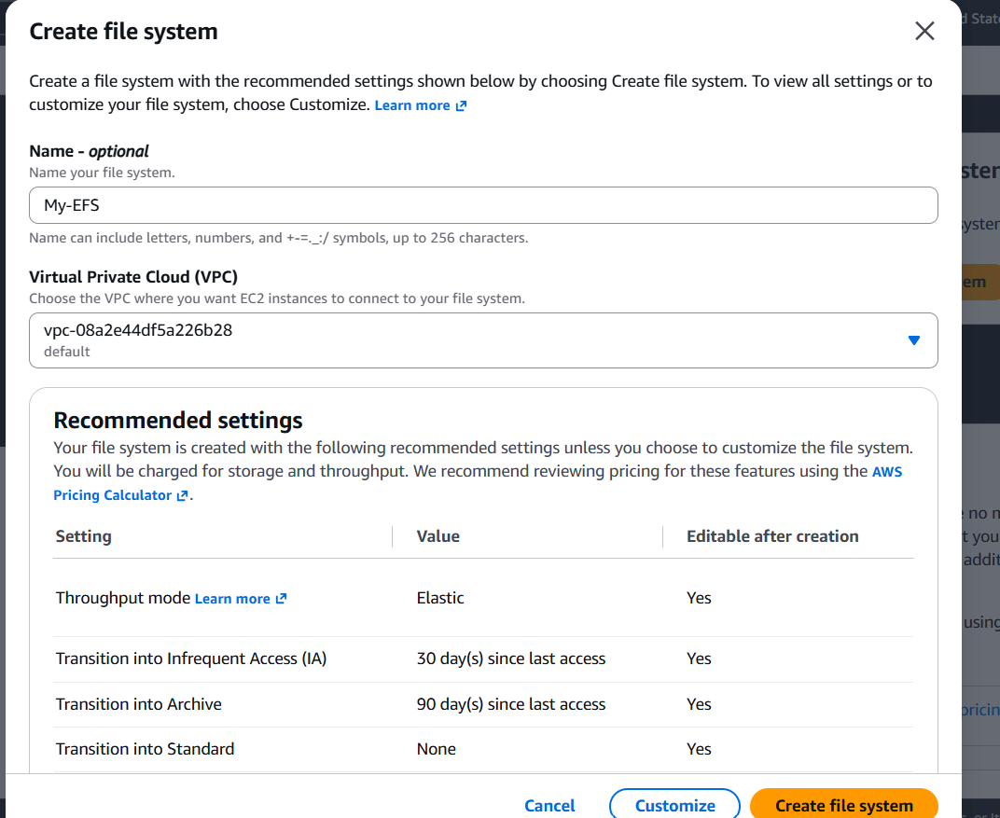 Create file system
Create a file system with the recommended settings shown below by choosing Create file system. To view all settings or to
customize your file system, choose Customize. Learn more
Name - optional
Name your file system.
My-EFS
Name can include letters, numbers, and +-=._:/ symbols, up to 256 characters.
Virtual Private Cloud (VPC)
Choose the VPC where you want EC2 instances to connect to your file system.
vpc-08a2e44df5a226b28
default
Recommended settings
Your file system is created with the following recommended settings unless you choose to customize the file system.
You will be charged for storage and throughput. We recommend reviewing pricing for these features using the AWS
Pricing Calculator.
Setting Value Editable after creation
Throughput mode Learn more Elastic Yes
Transition into Infrequent Access (IA) 30 day(s) since last access Yes
Transition into Archive 90 day(s) since last access Yes
Transition into Standard None Yes
Cancel Customize Create file system